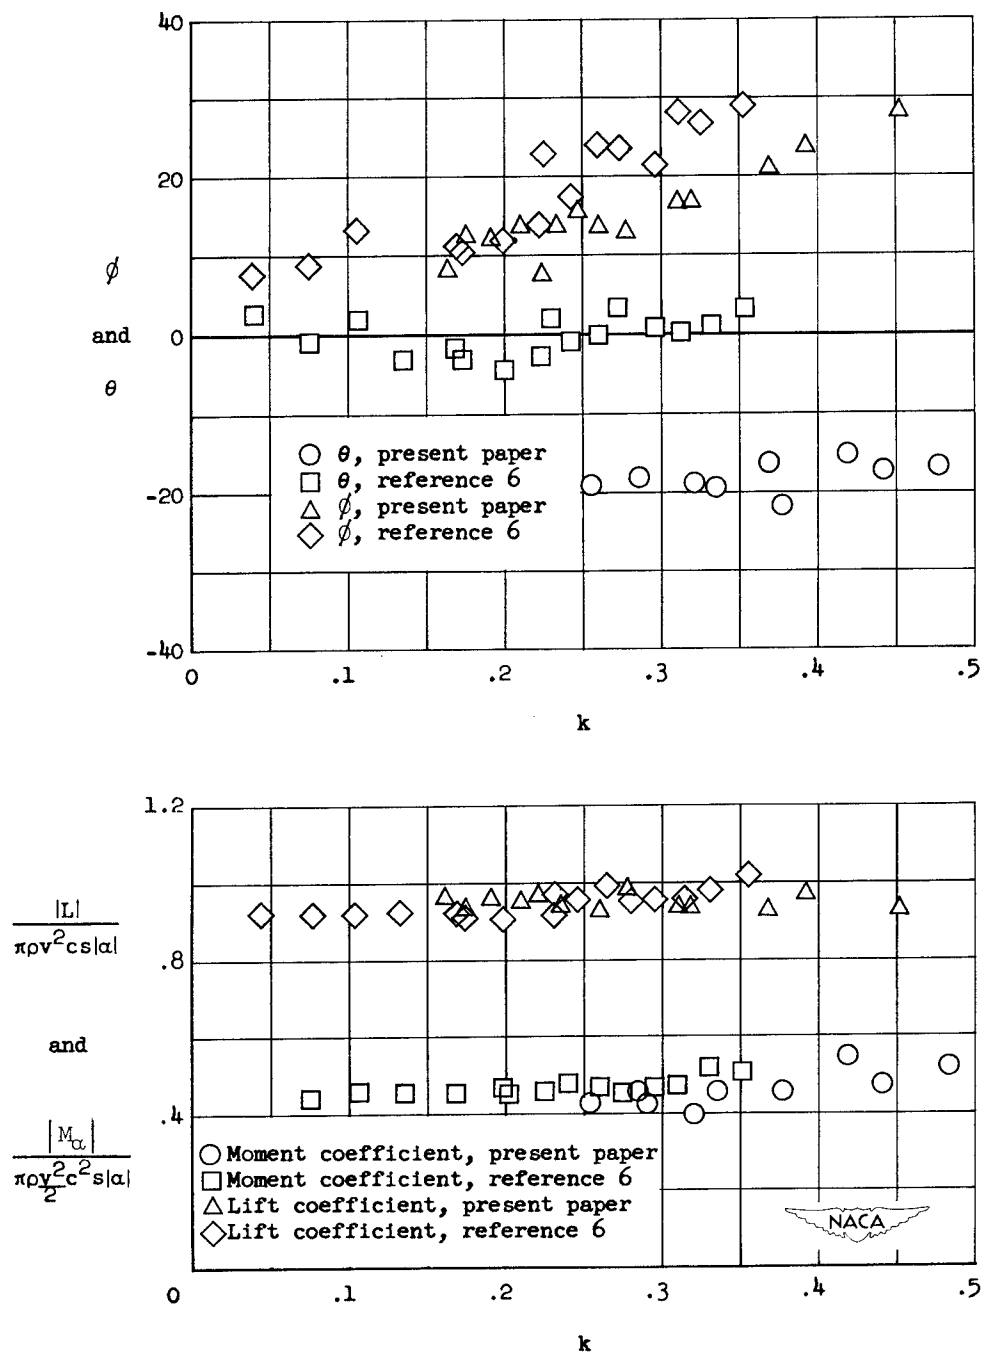 40
20
ϕ
and
θ
0
-20
-40
θ, present paper
θ, reference 6
ϕ, present paper
ϕ, reference 6
0 .1 .2 .3 .4 .5
k
1.2
|L|
πρv²cs|α|
.8
and
.4
|Mα|
πρv²/2 c²s|α|
Moment coefficient, present paper
Moment coefficient, reference 6
Lift coefficient, present paper
Lift coefficient, reference 6
NACA
0 .1 .2 .3 .4 .5
k